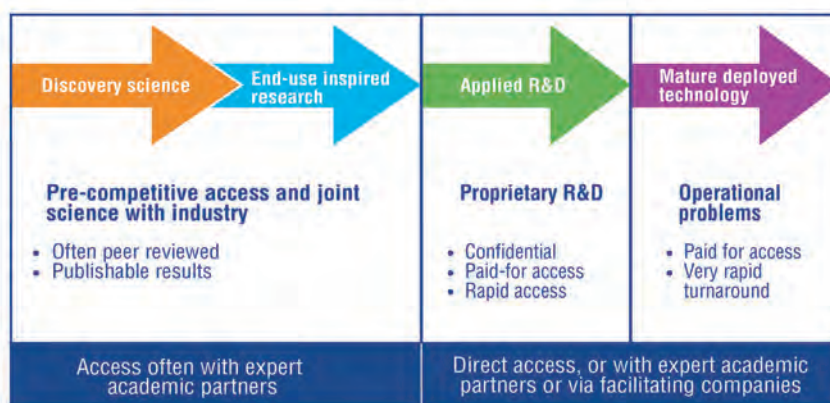 Discovery science
End-use inspired
research
Applied R&D
Mature deployed
technology
Pre-competitive access and joint
science with industry
• Often peer reviewed
• Publishable results
Proprietary R&D
• Confidential
• Paid-for access
• Rapid access
Operational
problems
• Paid for access
• Very rapid
turnaround
Access often with expert
academic partners
Direct access, or with expert academic
partners or via facilitating companies